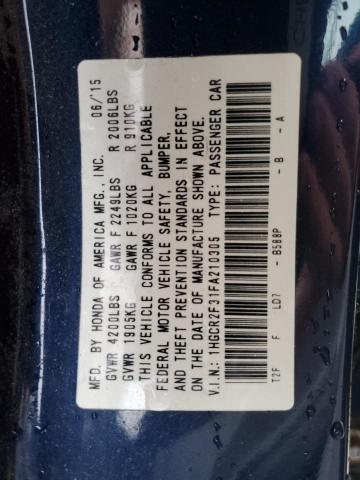 MFD. BY HONDA OF AMERICA MFG., INC. 06/'15
GVWR 4200LBS GAWR F 2249LBS R 2006LBS
GVWR 1905KG GAWR F 1020KG R 910KG
THIS VEHICLE CONFORMS TO ALL APPLICABLE
FEDERAL MOTOR VEHICLE SAFETY, BUMPER,
AND THEFT PREVENTION STANDARDS IN EFFECT
ON THE DATE OF MANUFACTURE SHOWN ABOVE.
V.I.N.: 1HGCR2F31FA210305 TYPE: PASSENGER CAR
T2F F LD7 - B588P - B - A